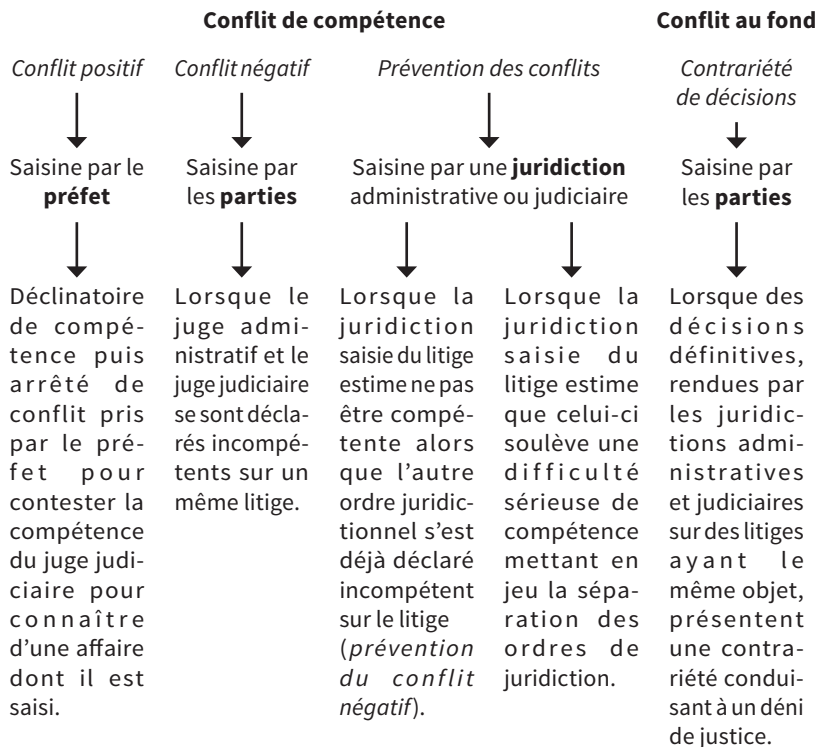 Conflit de compétence
Conflit au fond
Conflit positif
Conflit négatif
Prévention des conflits
Contrariété
de décisions
Saisine par le
préfet
Saisine par
les parties
Saisine par une juridiction
administrative ou judiciaire
Saisine par
les parties
Déclinatoire
de compé-
tence puis
arrêté de
conflit pris
par le pré-
fet pour
contester la
compétence
du juge judi-
ciaire pour
connaître
d’une affaire
dont il est
saisi.
Lorsque le
juge admi-
nistratif et le
juge judiciaire
se sont décla-
rés incompé-
tents sur un
même litige.
Lorsque la
juridiction
saisie du litige
estime ne pas
être compé-
tente alors
que l’autre
ordre juridic-
tionnel s’est
déjà déclaré
incompétent
sur le litige
(prévention
du conflit
négatif).
Lorsque la
juridiction
saisie du
litige estime
que celui-ci
soulève une
difficulté
sérieuse de
compétence
mettant en
jeu la sépa-
ration des
ordres de
juridiction.
Lorsque des
décisions
définitives,
rendues par
les juridic-
tions admi-
nistratives
et judiciaires
sur des litiges
ayant le
même objet,
présentent
une contra-
riété condui-
sant à un déni
de justice.